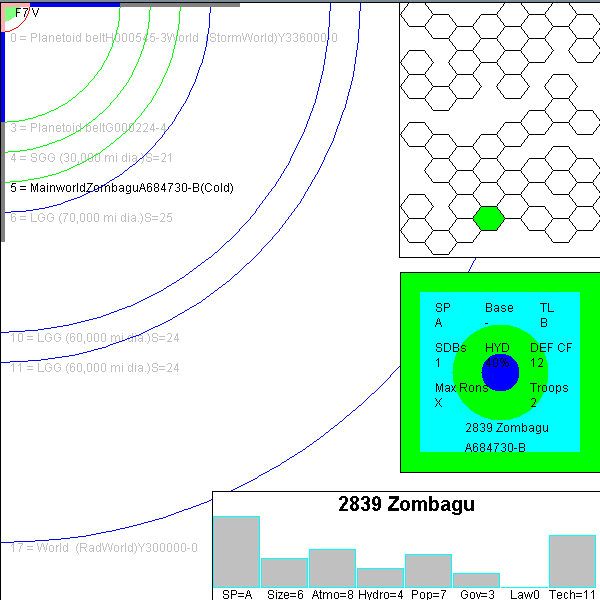 F7 V
0 = Planetoid beltH000545-3World  (StormWorld)Y336000-0
3 = Planetoid beltG000224-4
4 = SGG (30,000 mi dia.)S=21
5 = MainworldZombaguA684730-B(Cold)
6 = LGG (70,000 mi dia.)S=25
10 = LGG (60,000 mi dia.)S=24
11 = LGG (60,000 mi dia.)S=24
17 = World  (RadWorld)Y300000-0
SP Base TL
A - B
SDBs HYD DEF CF
1 40% 12
Max Rons Troops
X 2
2839 Zombagu
A684730-B
2839 Zombagu
SP=A Size=6 Atmo=8 Hydro=4 Pop=7 Gov=3 Law0 Tech=11